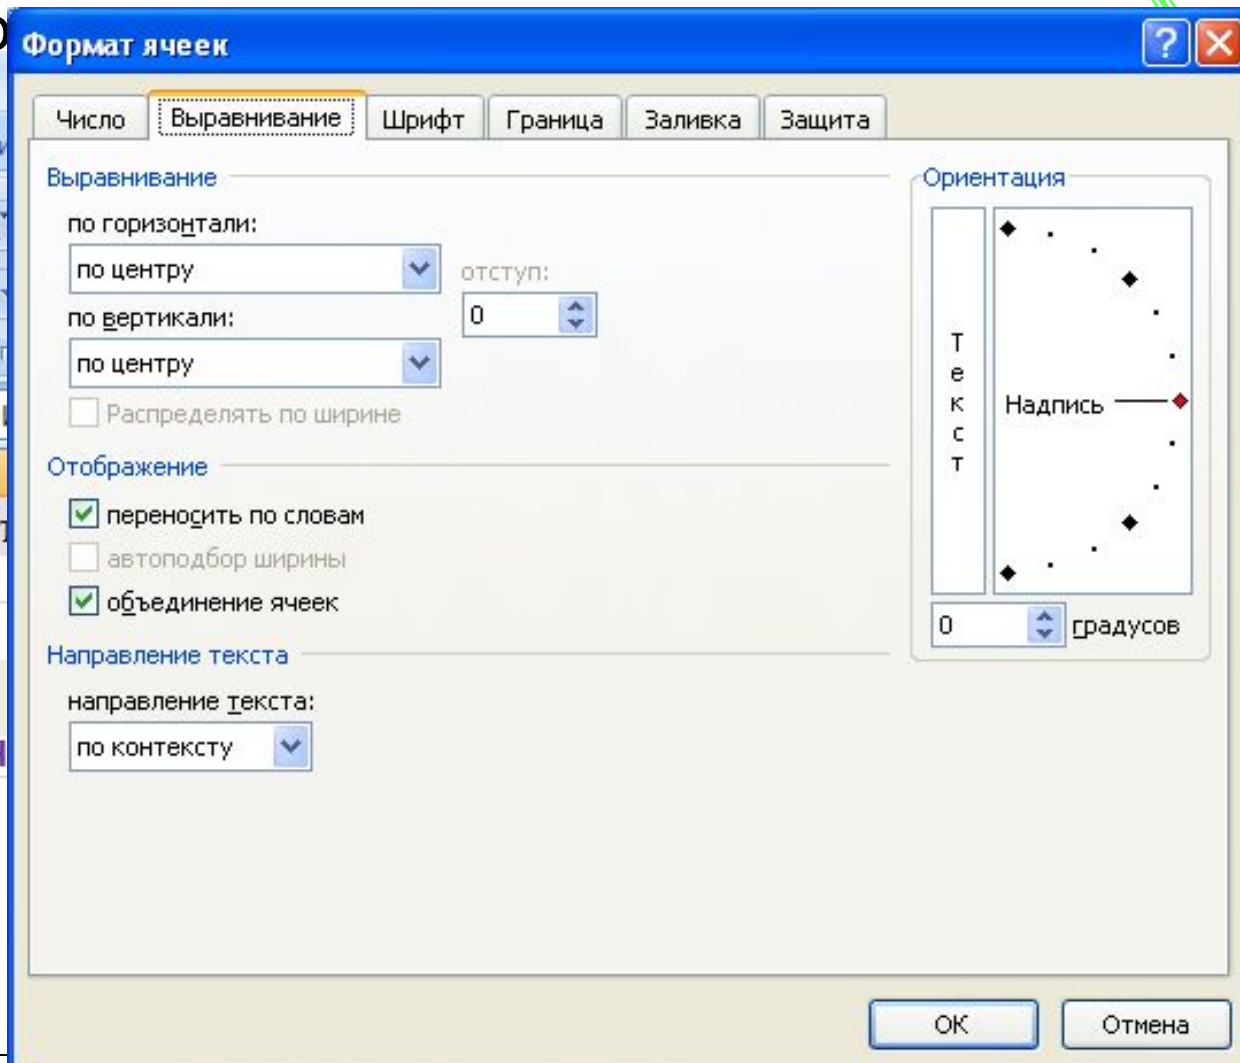 Формат ячеек
Число Выравнивание Шрифт Граница Заливка Защита
Выравнивание
по горизонтали:
по центру
отступ:
0
по вертикали:
по центру
Распределять по ширине
Отображение
переносить по словам
автоподбор ширины
объединение ячеек
Направление текста
направление текста:
по контексту
Ориентация
Текст
Надпись
0 градусов
ОК Отмена